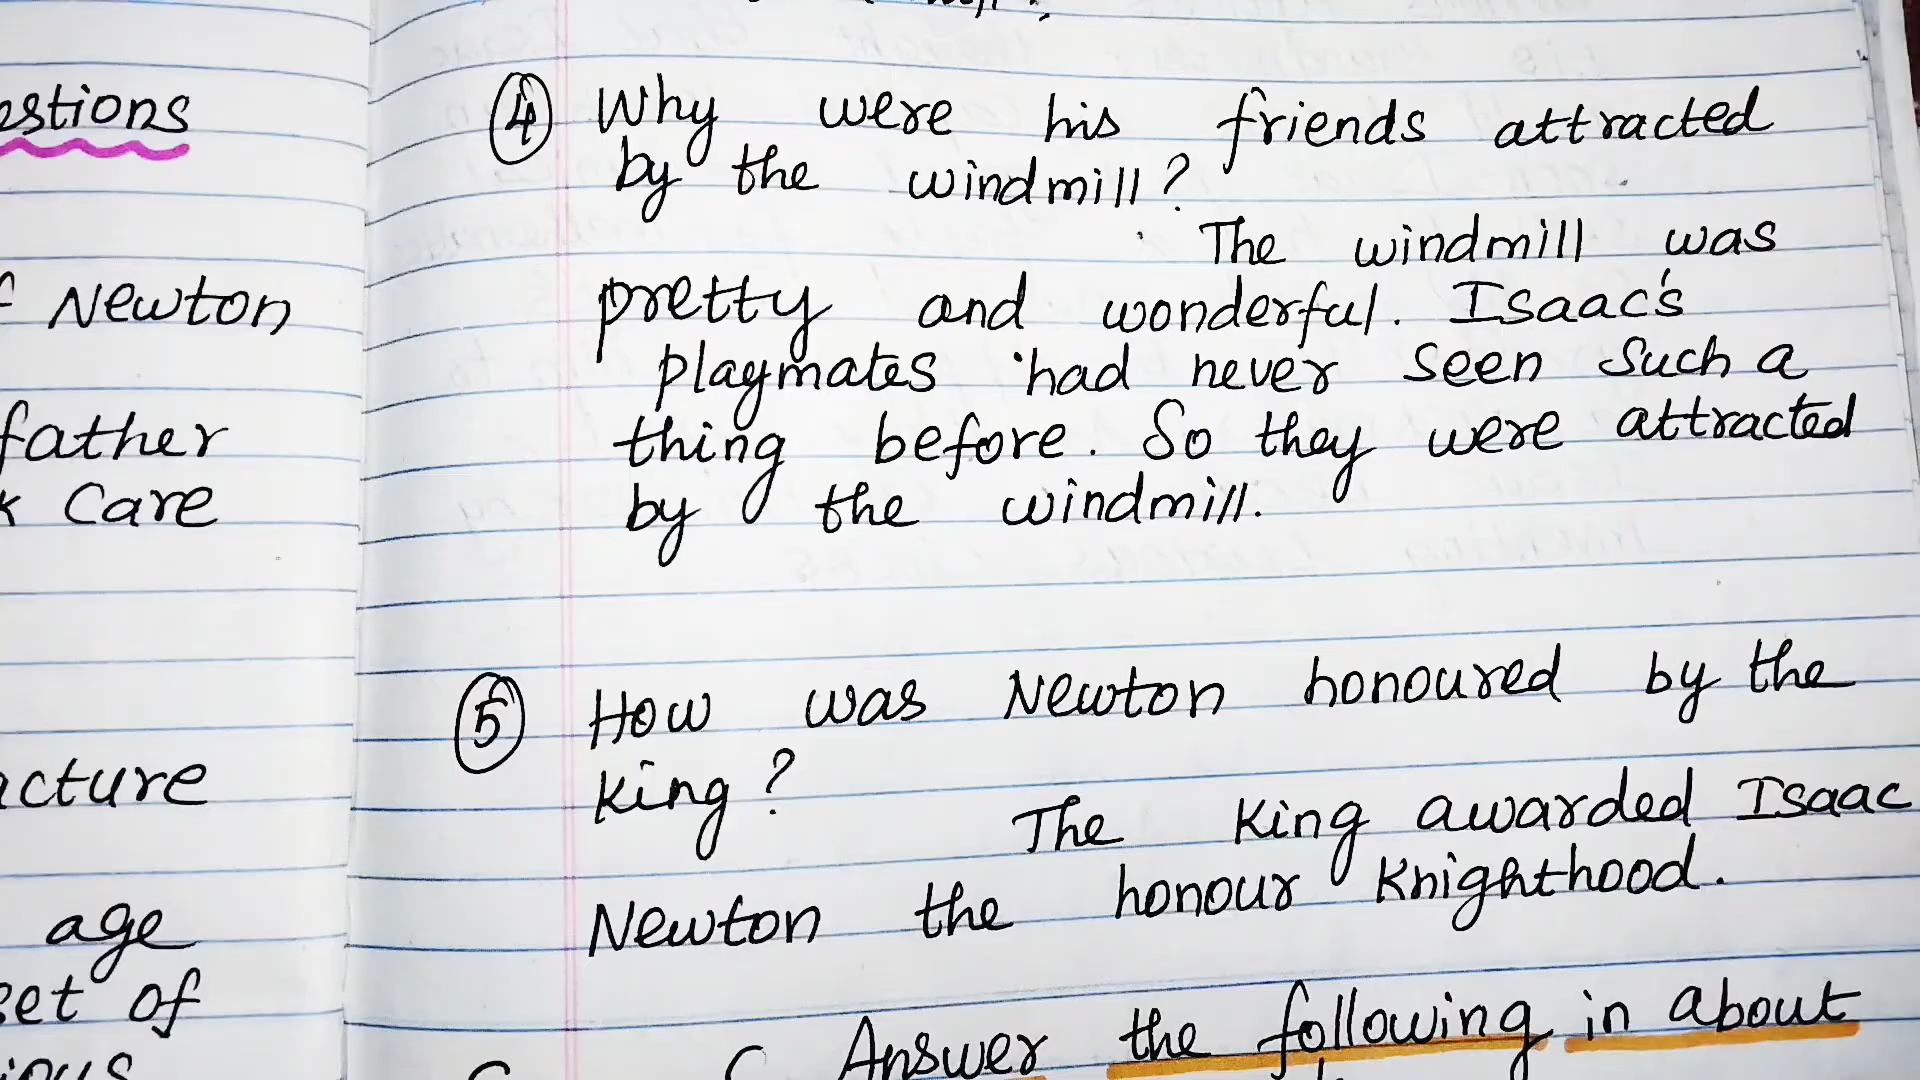 estions
Newton
father
Care
acture
age
set of
④ Why were his friends attracted
by the windmill?
The windmill was
pretty and wonderful. Isaac's
playmates had never seen such a
thing before. So they were attracted
by the windmill.
⑤ How was Newton honoured by the
king?
The King awarded Isaac
Newton the honour Knighthood.
Answer the following in about